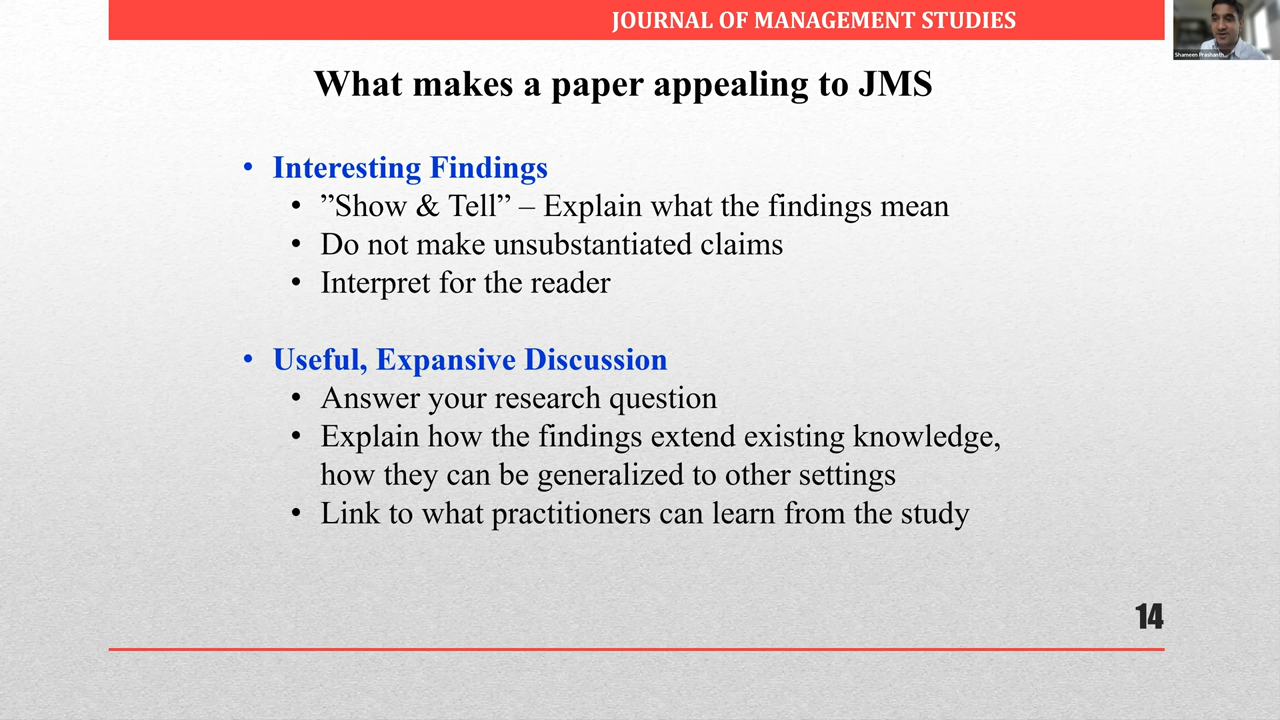 JOURNAL OF MANAGEMENT STUDIES
Shameen Prashanth...
What makes a paper appealing to JMS
• Interesting Findings
• ”Show & Tell” – Explain what the findings mean
• Do not make unsubstantiated claims
• Interpret for the reader
• Useful, Expansive Discussion
• Answer your research question
• Explain how the findings extend existing knowledge,
how they can be generalized to other settings
• Link to what practitioners can learn from the study
14